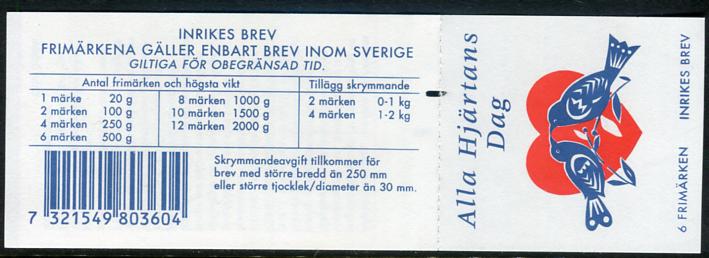 INRIKES BREV
FRIMÄRKENA GÄLLER ENBART BREV INOM SVERIGE
GILTIGA FÖR OBEGRÄNSAD TID.
Antal frimärken och högsta vikt
1 märke 20 g
2 märken 100 g
4 märken 250 g
6 märken 500 g
8 märken 1000 g
10 märken 1500 g
12 märken 2000 g
Tillägg skrymmande
2 märken 0-1 kg
4 märken 1-2 kg
Skrymmandeavgift tillkommer för
brev med större bredd än 250 mm
eller större tjocklek/diameter än 30 mm.
7 321549 803604
Alla Hjärtans
Dag
6 FRIMÄRKEN INRIKES BREV